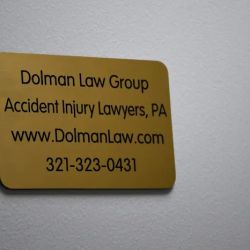 Dolman Law Group
Accident Injury Lawyers, PA
www.DolmanLaw.com
321-323-0431